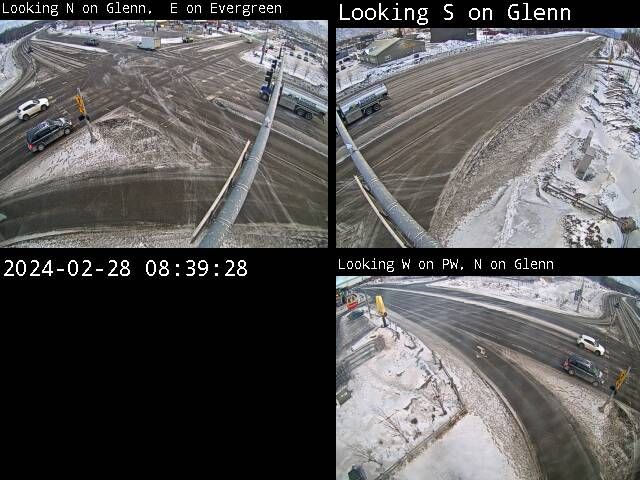 Looking N on Glenn,  E on Evergreen
Looking S on Glenn
2024-02-28 08:39:28
Looking W on PW, N on Glenn